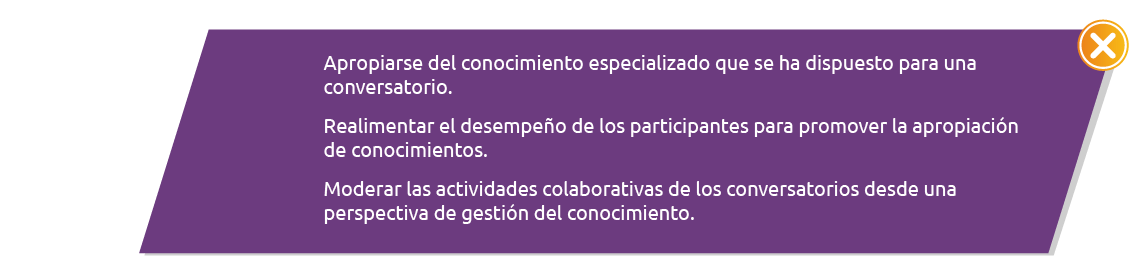 Apropiarse del conocimiento especializado que se ha dispuesto para una
conversatorio.
Realimentar el desempeño de los participantes para promover la apropiación
de conocimientos.
Moderar las actividades colaborativas de los conversatorios desde una
perspectiva de gestión del conocimiento.